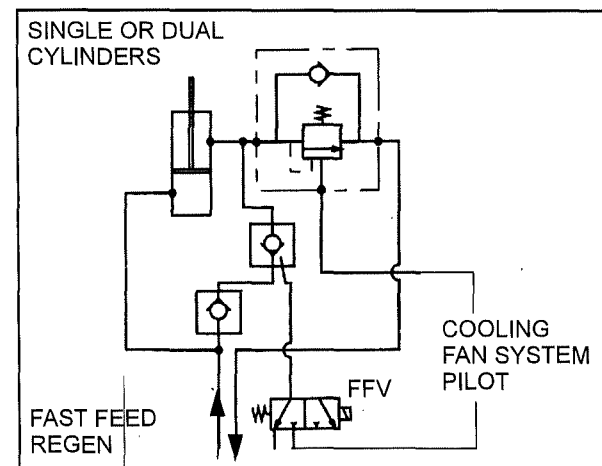 SINGLE OR DUAL
CYLINDERS
COOLING
FAN SYSTEM
PILOT
FFV
FAST FEED
REGEN